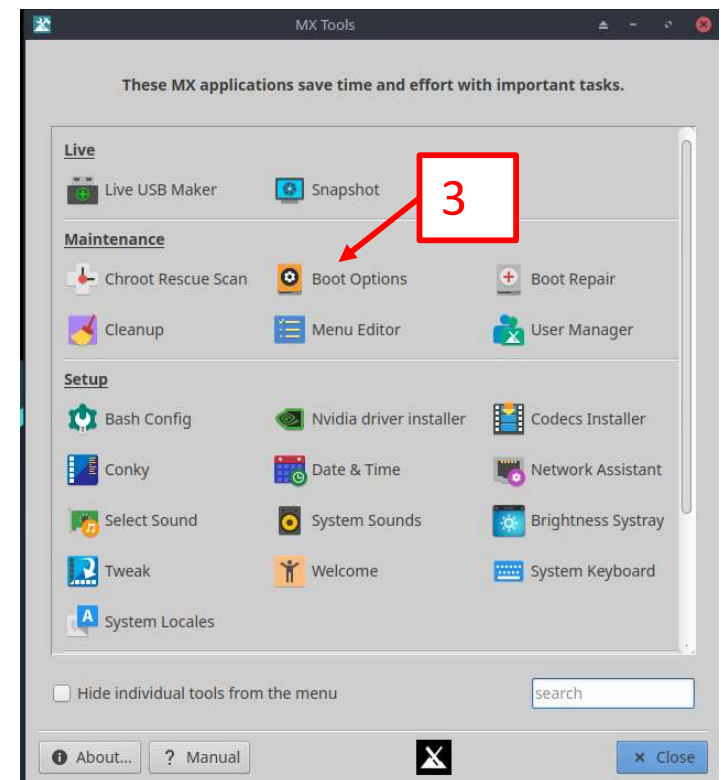 MX Tools
These MX applications save time and effort with important tasks.
Live
Live USB Maker Snapshot
3
Maintenance
Chroot Rescue Scan Boot Options Boot Repair
Cleanup Menu Editor User Manager
Setup
Bash Config Nvidia driver installer Codecs Installer
Conky Date & Time Network Assistant
Select Sound System Sounds Brightness Systray
Tweak Welcome System Keyboard
System Locales
Hide individual tools from the menu search
About... ? Manual Close